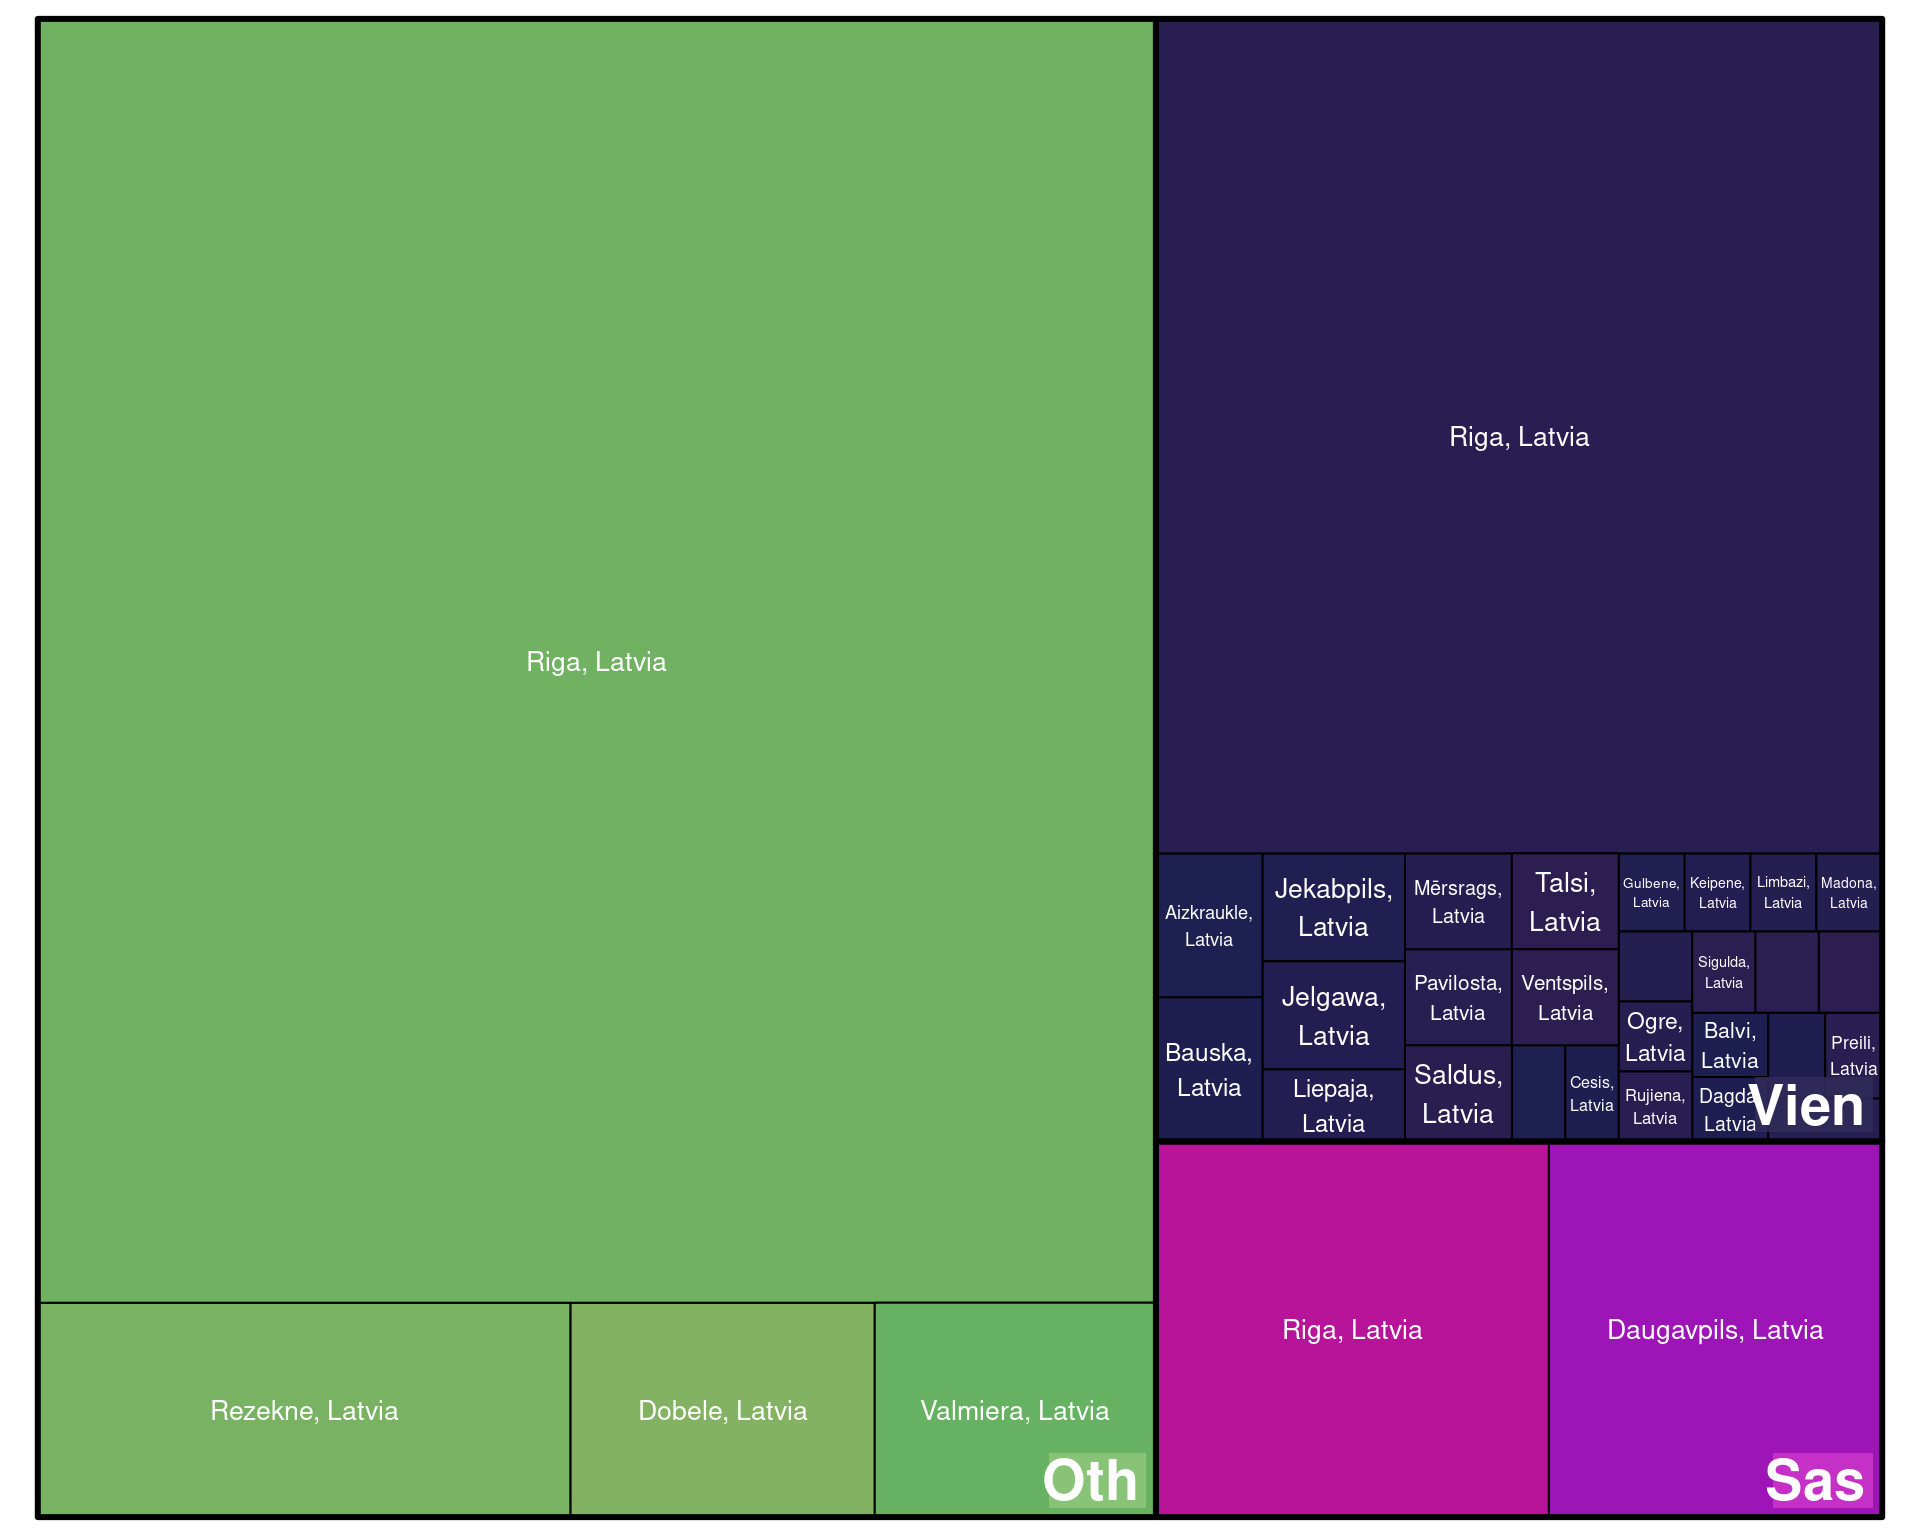 Riga, Latvia
Rezekne, Latvia
Dobele, Latvia
Valmiera, Latvia
Oth
Riga, Latvia
Aizkraukle,
Latvia
Bauska,
Latvia
Jekabpils,
Latvia
Jelgawa,
Latvia
Liepaja,
Latvia
Mērsrags,
Latvia
Pavilosta,
Latvia
Saldus,
Latvia
Talsi,
Latvia
Ventspils,
Latvia
Cesis,
Latvia
Gulbene,
Latvia
Keipene,
Latvia
Limbazi,
Latvia
Madona,
Latvia
Ogre,
Latvia
Rujiena,
Latvia
Sigulda,
Latvia
Balvi,
Latvia
Dagda
Latvia
Preili,
Latvia
Vien
Riga, Latvia
Daugavpils, Latvia
Sas